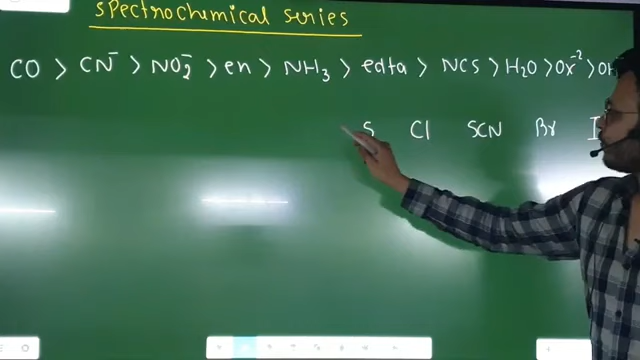 spectrochemical series
CO > CN⁻ > NO₂⁻ > en > NH₃ > edta > NCS > H₂O > Ox⁻² > OH
S Cl SCN Br I